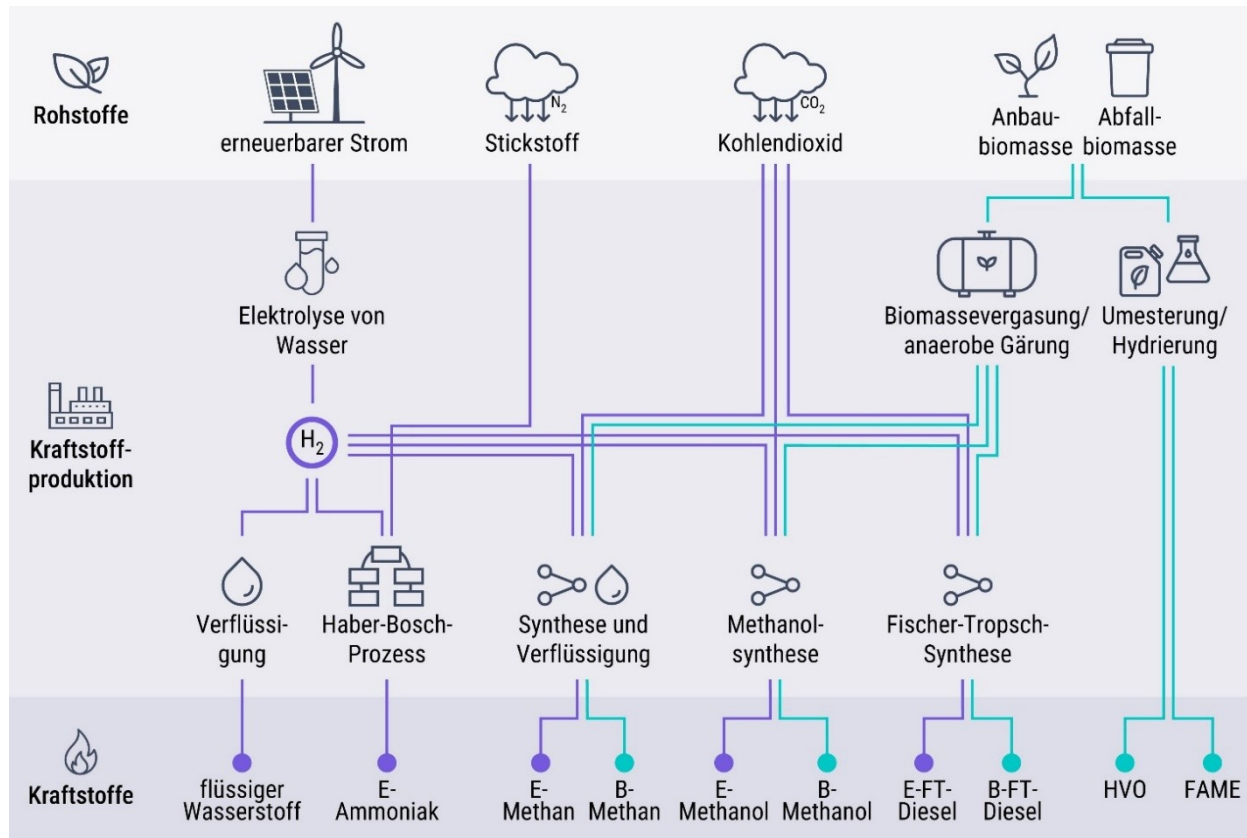 Rohstoffe
erneuerbarer Strom
N2
Stickstoff
CO2
Kohlendioxid
Anbau-
biomasse
Abfall-
biomasse
Kraftstoff-
produktion
Elektrolyse von
Wasser
H2
Biomassevergasung/
anaerobe Gärung
Umesterung/
Hydrierung
Verflüssi-
gung
Haber-Bosch-
Prozess
Synthese und
Verflüssigung
Methanol-
synthese
Fischer-Tropsch-
Synthese
Kraftstoffe
flüssiger
Wasserstoff
E-
Ammoniak
E-
Methan
B-
Methan
E-
Methanol
B-
Methanol
E-FT-
Diesel
B-FT-
Diesel
HVO
FAME